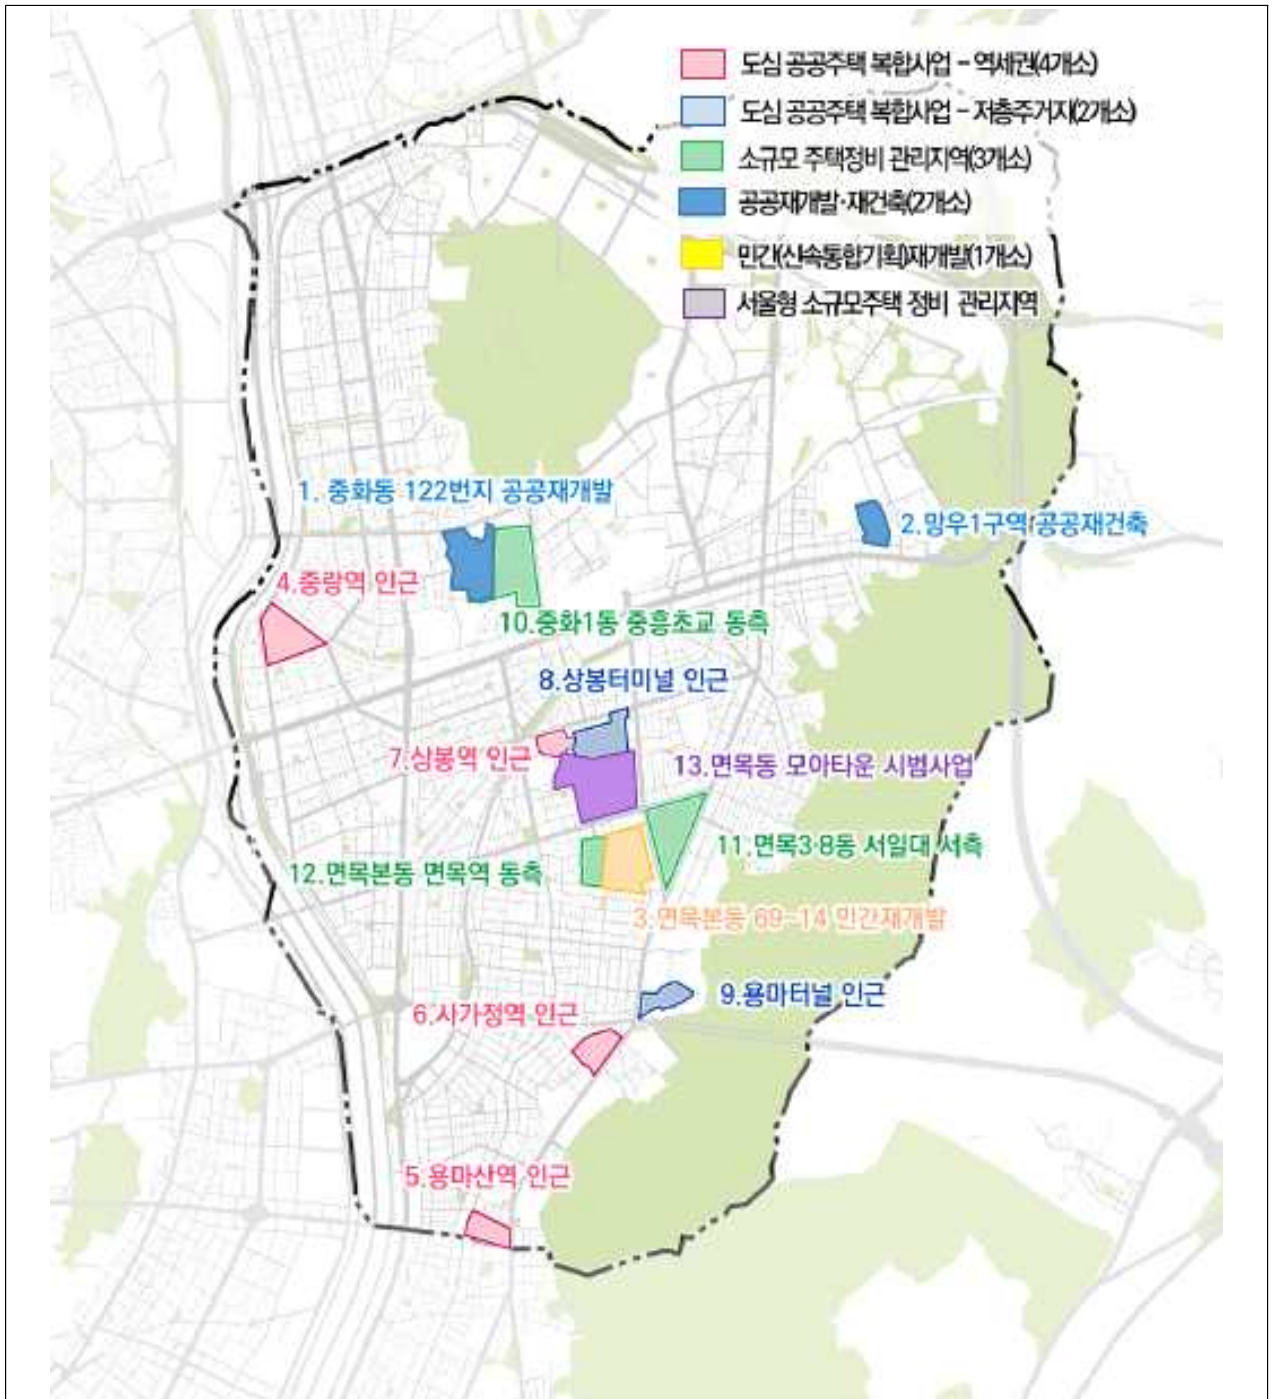 도심 공공주택 복합사업 - 역세권(4개소)
도심 공공주택 복합사업 - 저층주거지(2개소)
소규모 주택정비 관리지역(3개소)
공공재개발·재건축(2개소)
민간(신속통합기획)재개발(1개소)
서울형 소규모주택 정비 관리지역
1. 중화동 122번지 공공재개발
2.망우1구역 공공재건축
4.중랑역 인근
10.중화1동 중흥초교 동측
8.상봉터미널 인근
7.상봉역 인근
13.면목동 모아타운 시범사업
11.면목3·8동 서일대 서측
12.면목본동 면목역 동측
3.면목본동 69-14 민간재개발
9.용마터널 인근
6.사가정역 인근
5.용마산역 인근